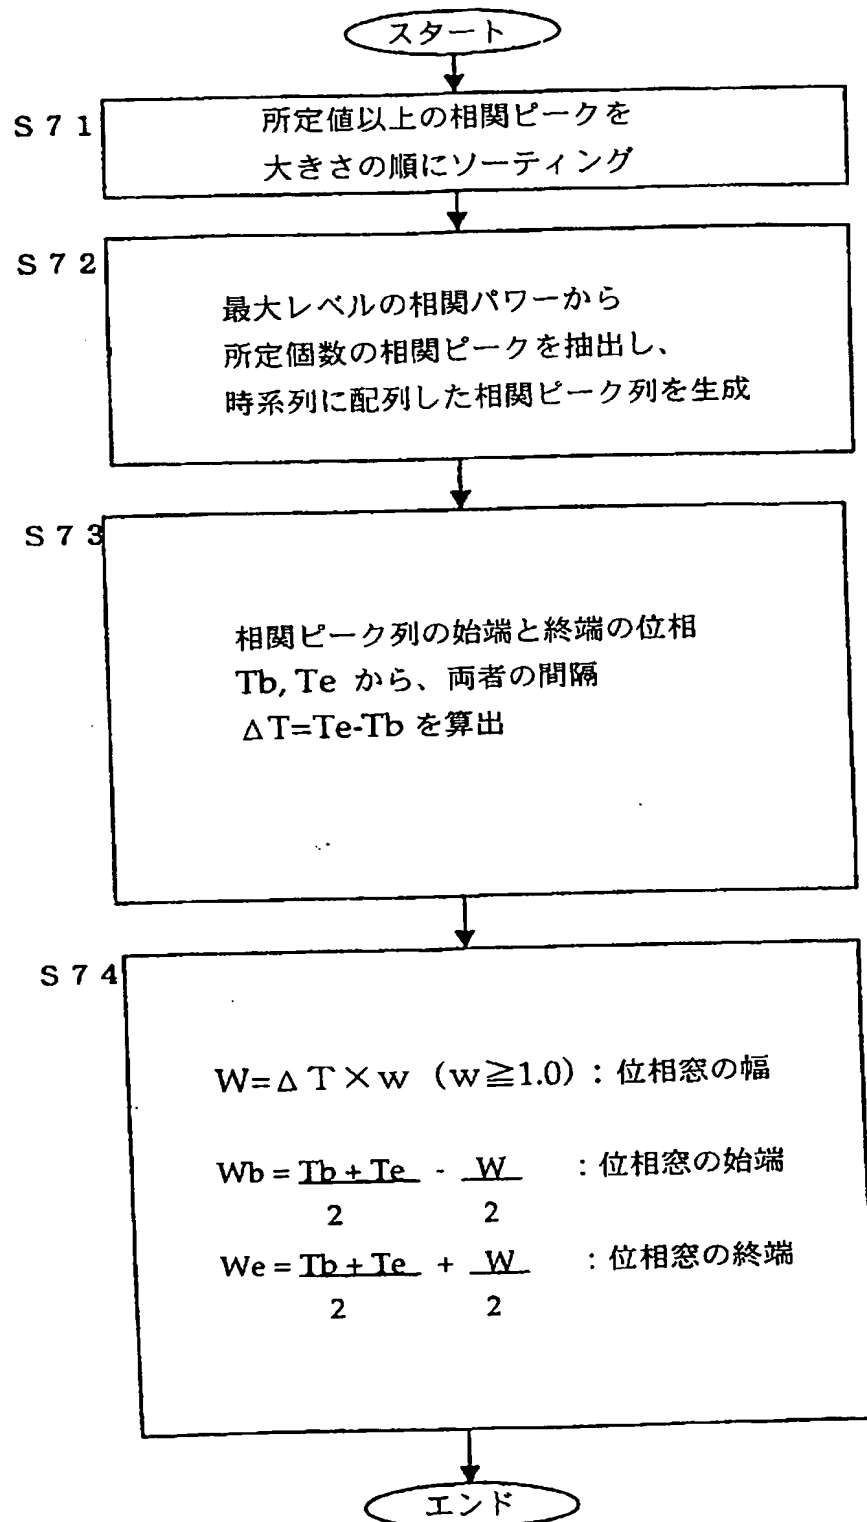 スタート
S71
所定値以上の相関ピークを
大きさの順にソーティング
S72
最大レベルの相関パワーから
所定個数の相関ピークを抽出し、
時系列に配列した相関ピーク列を生成
S73
相関ピーク列の始端と終端の位相
Tb, Te から、両者の間隔
ΔT=Te-Tb を算出
S74
W=ΔT×w (w≧1.0) : 位相窓の幅
Wb = Tb + Te - W : 位相窓の始端
2 2
We = Tb + Te + W : 位相窓の終端
2 2
エンド